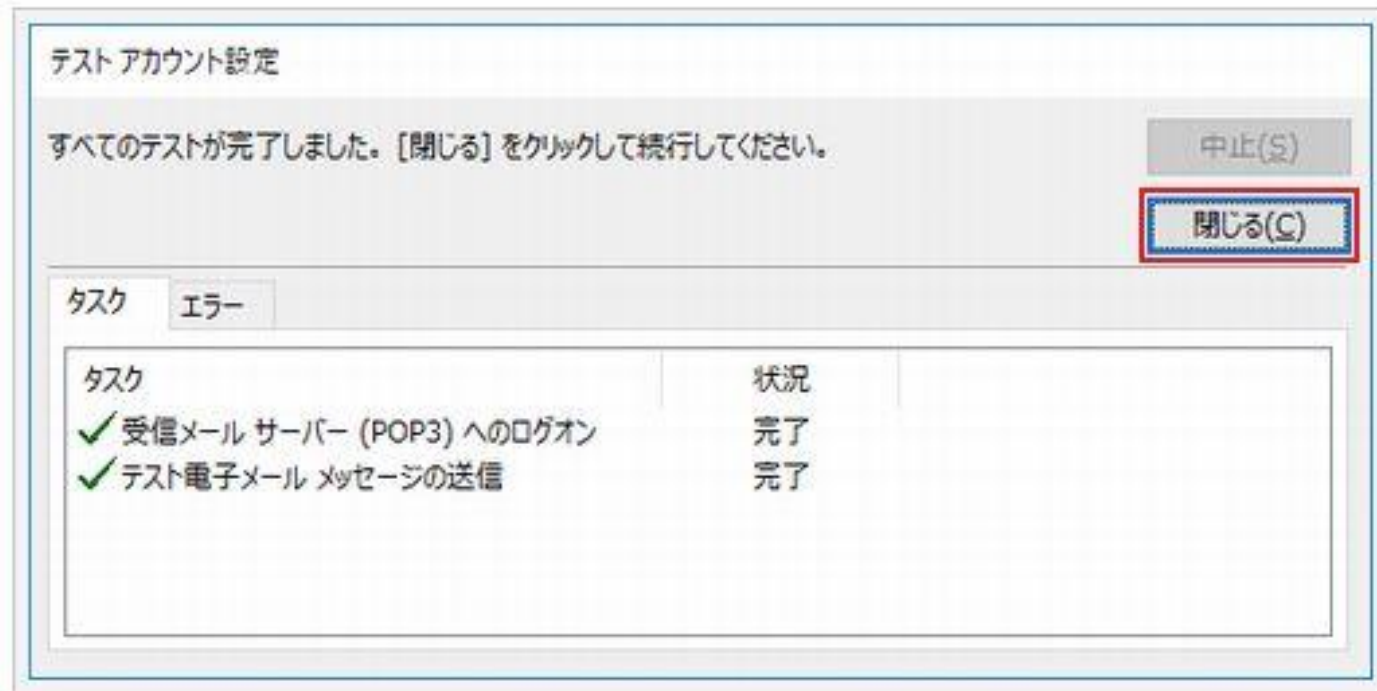 テスト アカウント設定
すべてのテストが完了しました。[閉じる] をクリックして続行してください。
中止(S)
閉じる(C)
タスク エラー
タスク 状況
受信メール サーバー (POP3) へのログオン 完了
テスト電子メール メッセージの送信 完了